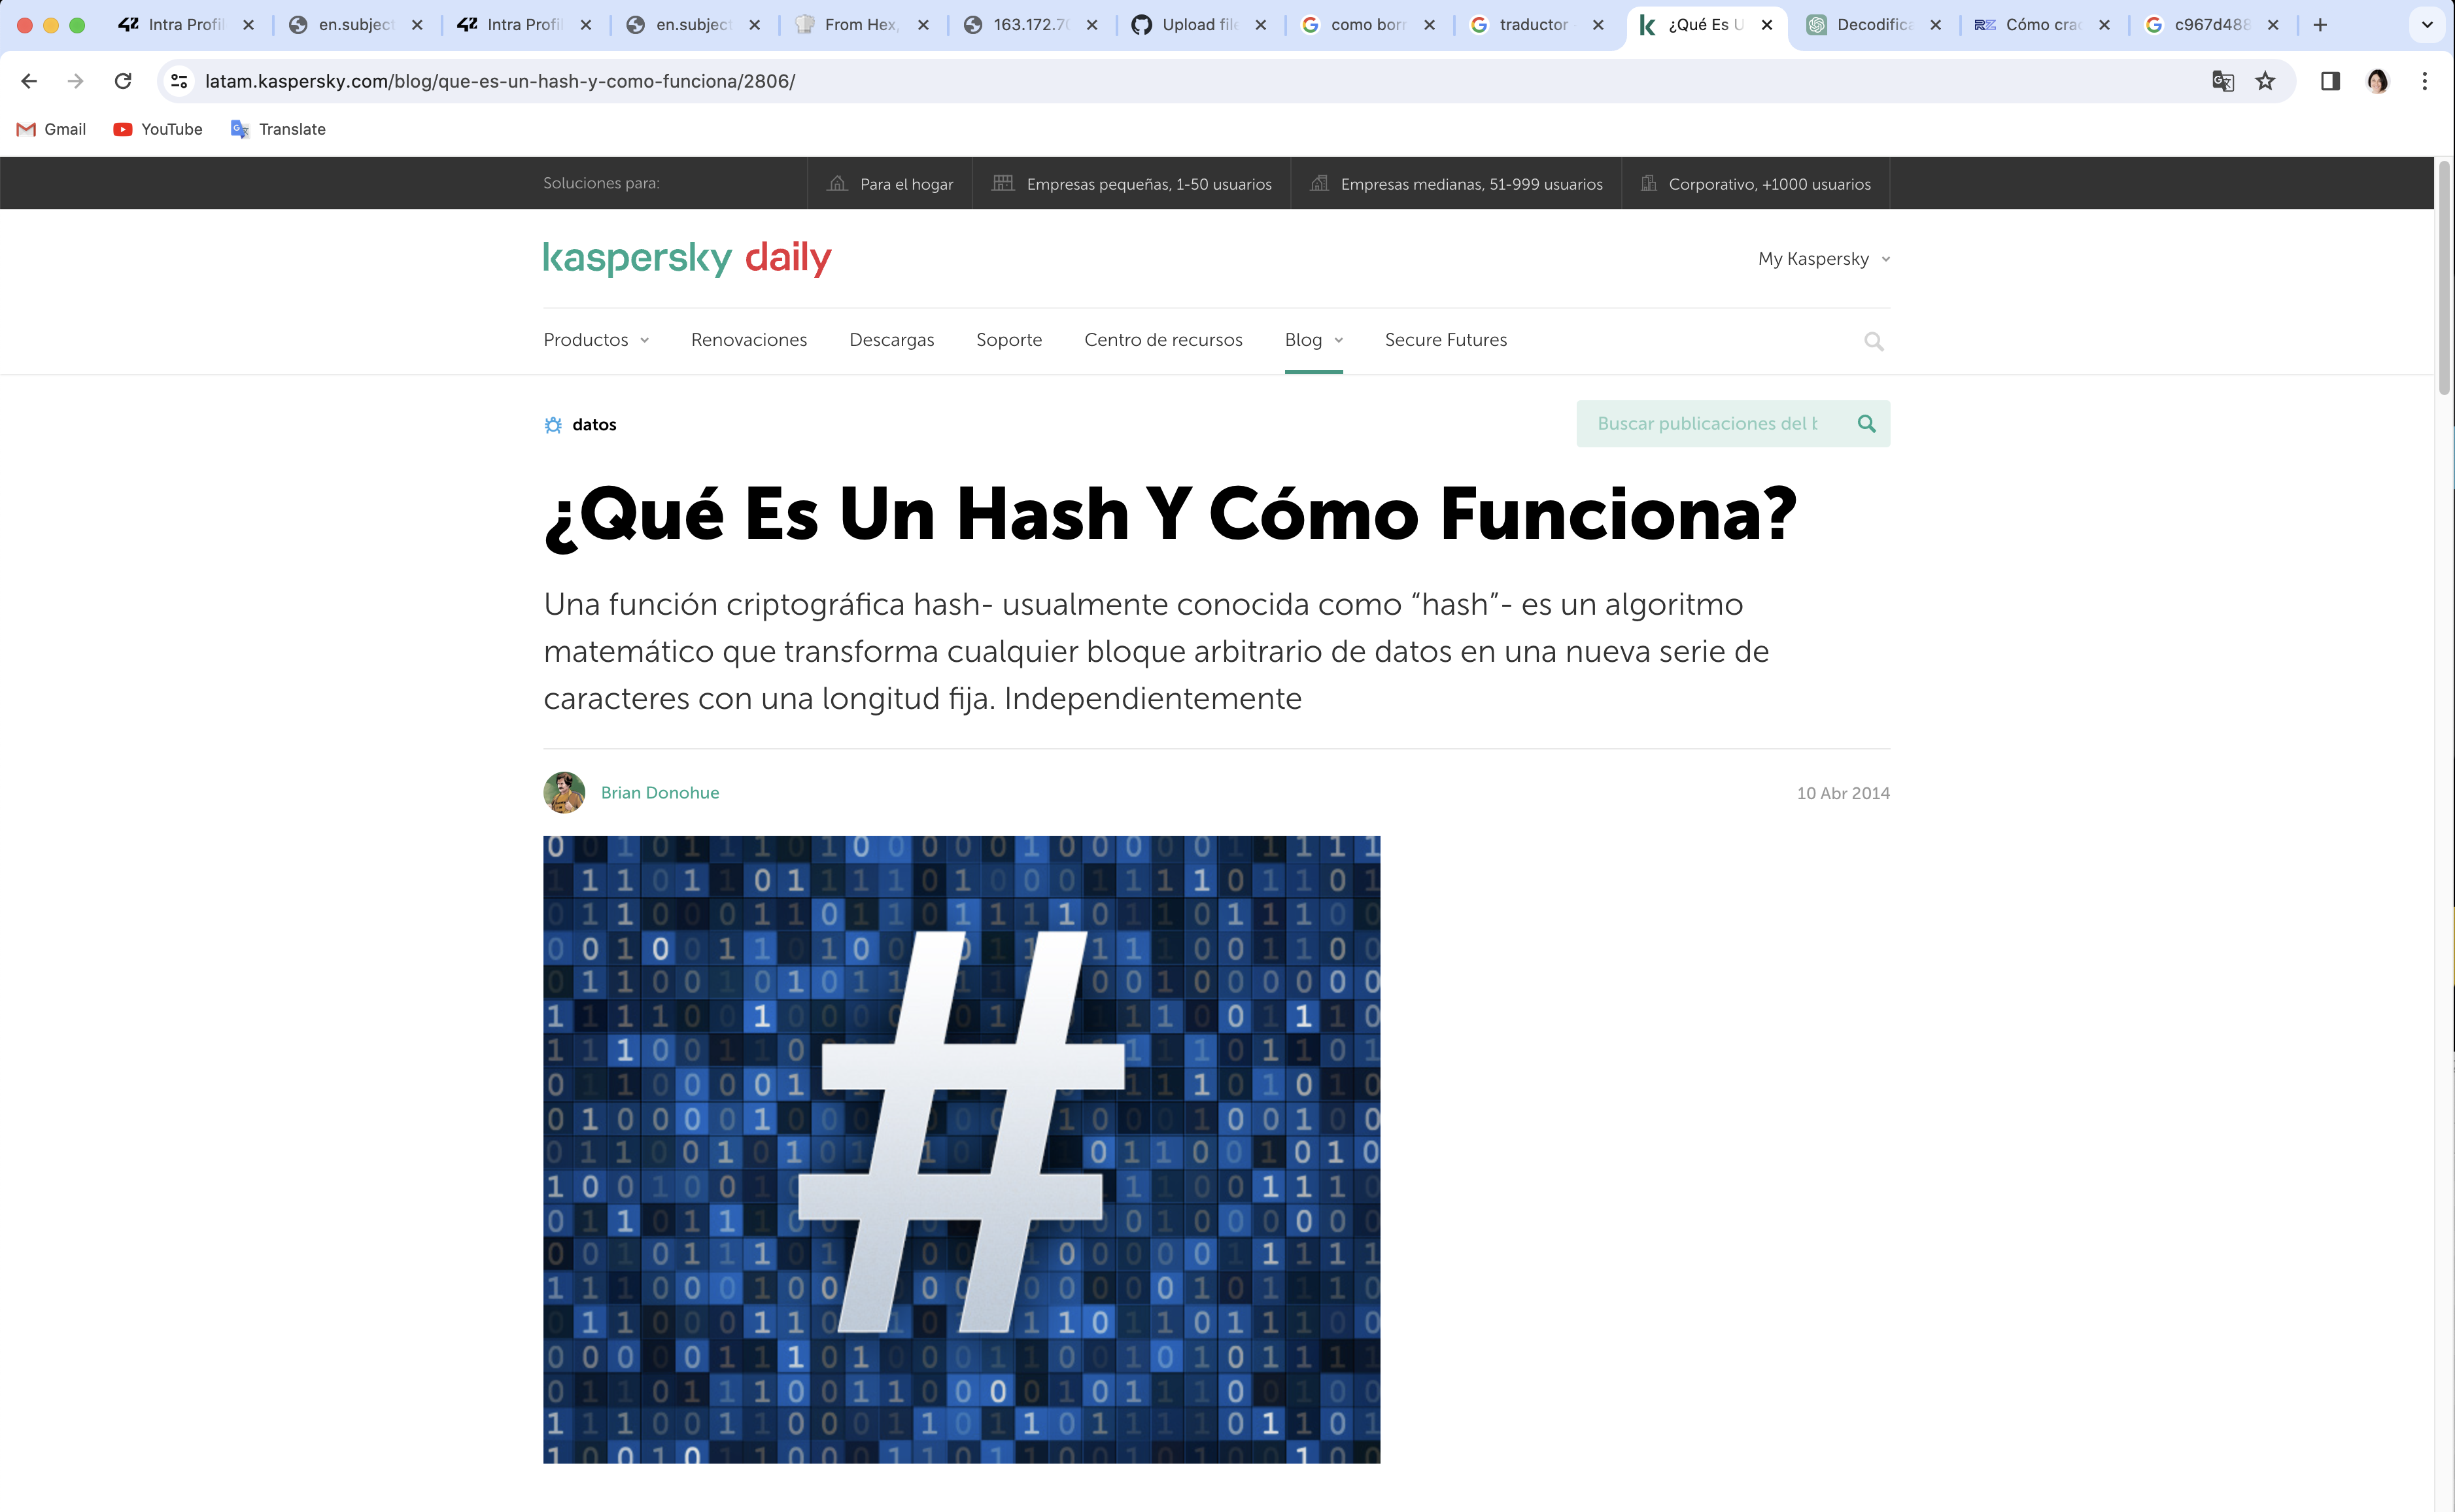 Intra Profil
en.subject
Intra Profil
en.subject
From Hex,
163.172.70
Upload file
como borr
traductor
¿Qué Es U
Decodifica
Cómo crac
c967d488
latam.kaspersky.com/blog/que-es-un-hash-y-como-funciona/2806/
Gmail
YouTube
Translate
Soluciones para:
Para el hogar
Empresas pequeñas, 1-50 usuarios
Empresas medianas, 51-999 usuarios
Corporativo, +1000 usuarios
kaspersky daily
My Kaspersky
Productos
Renovaciones
Descargas
Soporte
Centro de recursos
Blog
Secure Futures
datos
Buscar publicaciones del b
¿Qué Es Un Hash Y Cómo Funciona?
Una función criptográfica hash- usualmente conocida como “hash”- es un algoritmo
matemático que transforma cualquier bloque arbitrario de datos en una nueva serie de
caracteres con una longitud fija. Independientemente
Brian Donohue
10 Abr 2014
#